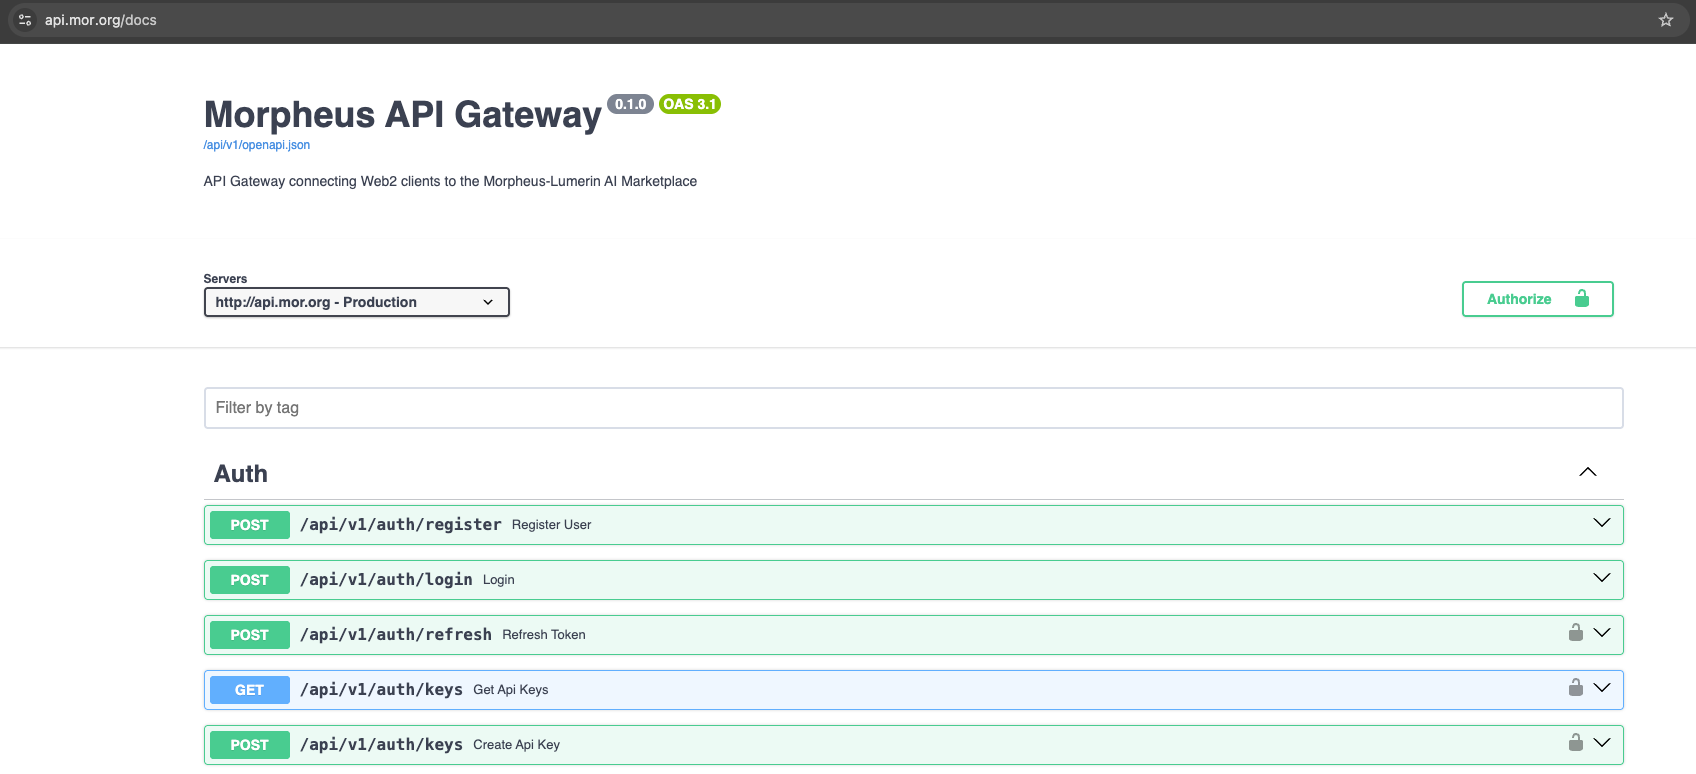 api.mor.org/docs
Morpheus API Gateway 0.1.0 OAS 3.1
/api/v1/openapi.json
API Gateway connecting Web2 clients to the Morpheus-Lumerin AI Marketplace
Servers
http://api.mor.org - Production
Authorize
Filter by tag
Auth
POST /api/v1/auth/register Register User
POST /api/v1/auth/login Login
POST /api/v1/auth/refresh Refresh Token
GET /api/v1/auth/keys Get Api Keys
POST /api/v1/auth/keys Create Api Key